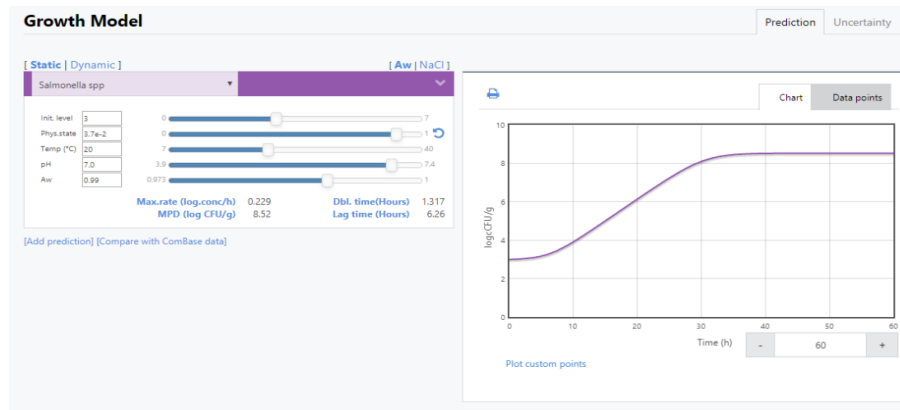 Growth Model
Prediction Uncertainty
[ Static | Dynamic ] [ Aw | NaCl ]
Salmonella spp
Init. level 3 0 7
Phys.state 3.7e-2 0 1
Temp (°C) 20 7 40
pH 7.0 3.9 7.4
Aw 0.99 0.973 1
Max.rate (log.conc/h) 0.229 Dbl. time(Hours) 1.317
MPD (log CFU/g) 8.52 Lag time (Hours) 6.26
[Add prediction] [Compare with ComBase data]
Chart Data points
10
8
6
4
2
0
logcCFU/g
0 10 20 30 40 50 60
Time (h) - 60 +
Plot custom points